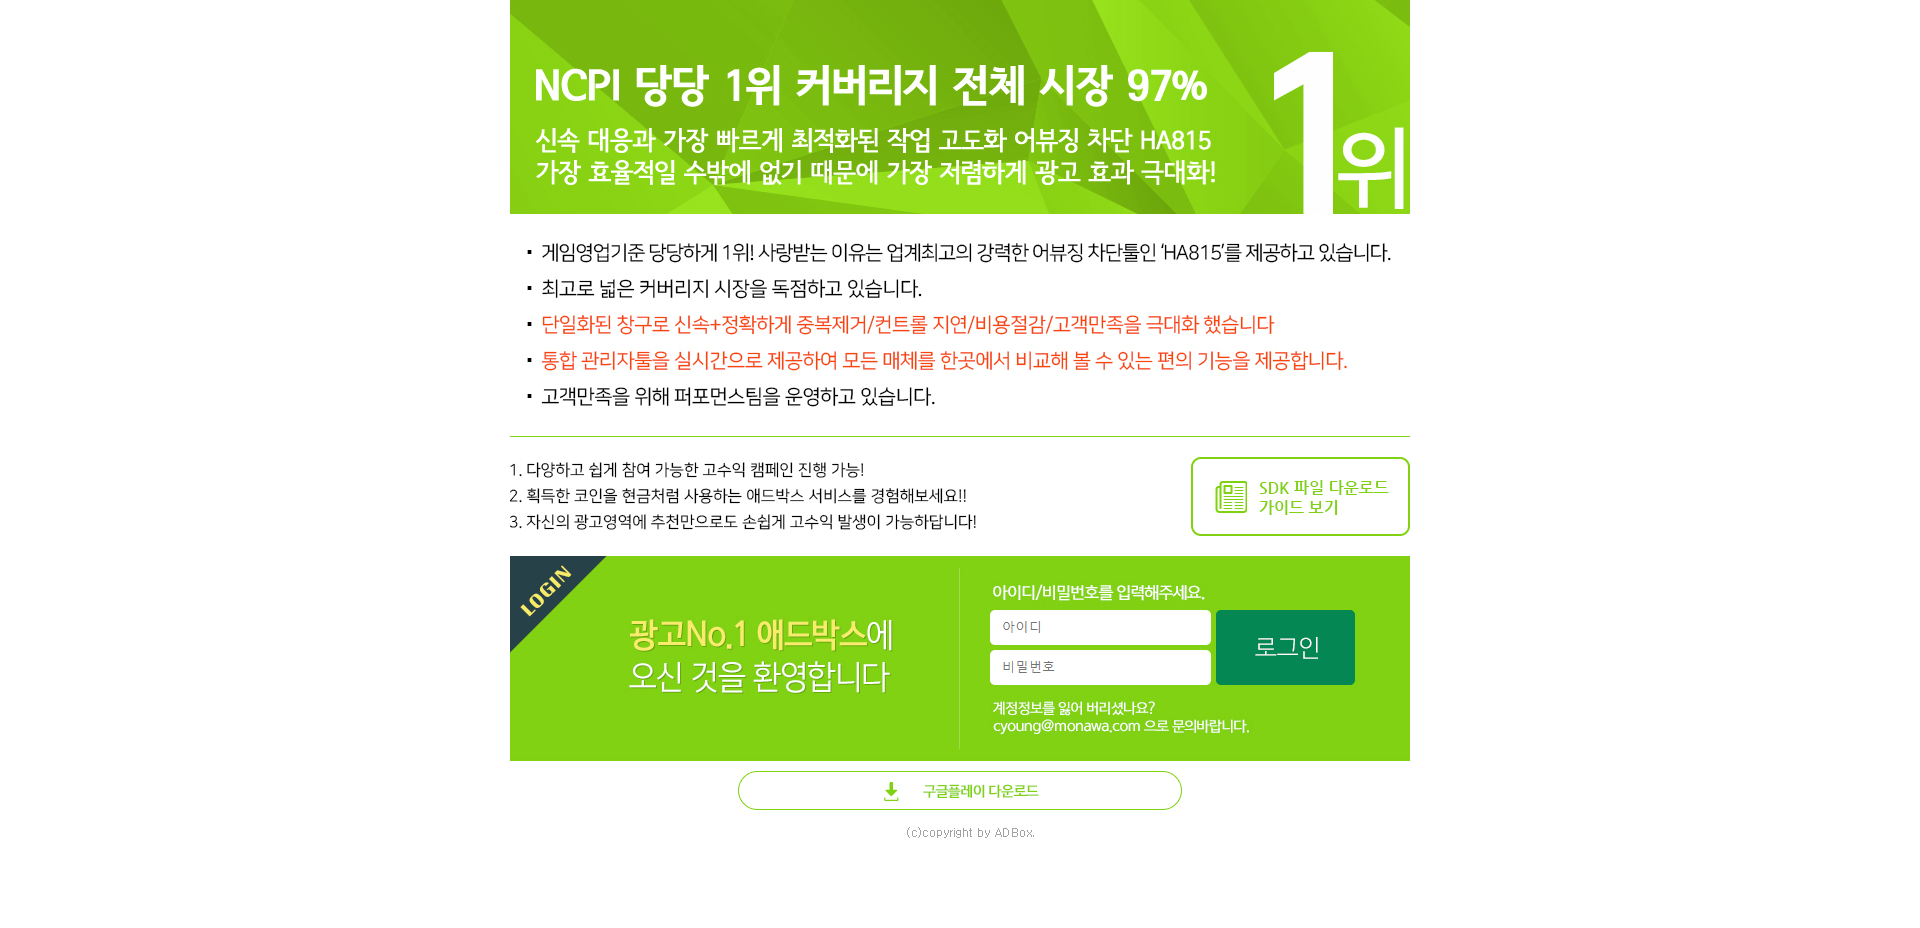 NCPI 당당 1위 커버리지 전체 시장 97%
신속 대응과 가장 빠르게 최적화된 작업 고도화 어뷰징 차단 HA815
가장 효율적일 수밖에 없기 때문에 가장 저렴하게 광고 효과 극대화!
1위
▪ 게임영업기준 당당하게 1위! 사랑받는 이유는 업계최고의 강력한 어뷰징 차단툴인 ‘HA815’를 제공하고 있습니다.
▪ 최고로 넓은 커버리지 시장을 독점하고 있습니다.
▪ 단일화된 창구로 신속+정확하게 중복제거/컨트롤 지연/비용절감/고객만족을 극대화 했습니다
▪ 통합 관리자툴을 실시간으로 제공하여 모든 매체를 한곳에서 비교해 볼 수 있는 편의 기능을 제공합니다.
▪ 고객만족을 위해 퍼포먼스팀을 운영하고 있습니다.
1. 다양하고 쉽게 참여 가능한 고수익 캠페인 진행 가능!
2. 획득한 코인을 현금처럼 사용하는 애드박스 서비스를 경험해보세요!!
3. 자신의 광고영역에 추천만으로도 손쉽게 고수익 발생이 가능하답니다!
SDK 파일 다운로드
가이드 보기
LOGIN
광고No.1 애드박스에
오신 것을 환영합니다
아이디/비밀번호를 입력해주세요.
아이디
비밀번호
로그인
계정정보를 잃어 버리셨나요?
cyoung@monawa.com 으로 문의바랍니다.
구글플레이 다운로드
(c)copyright by ADBox.